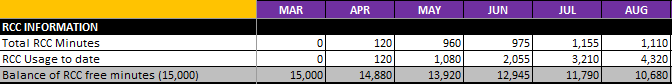 MAR APR MAY JUN JUL AUG
RCC INFORMATION
Total RCC Minutes 0 120 960 975 1,155 1,110
RCC Usage to date 0 120 1,080 2,055 3,210 4,320
Balance of RCC free minutes (15,000) 15,000 14,880 13,920 12,945 11,790 10,680